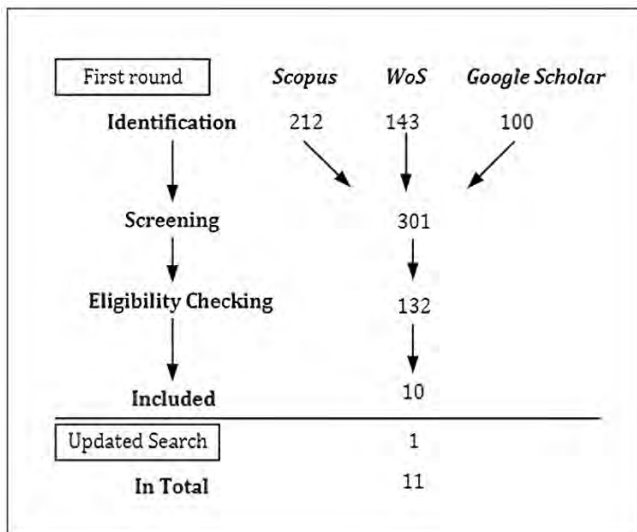 First round Scopus WoS Google Scholar
Identification 212 143 100
Screening 301
Eligibility Checking 132
Included 10
Updated Search 1
In Total 11